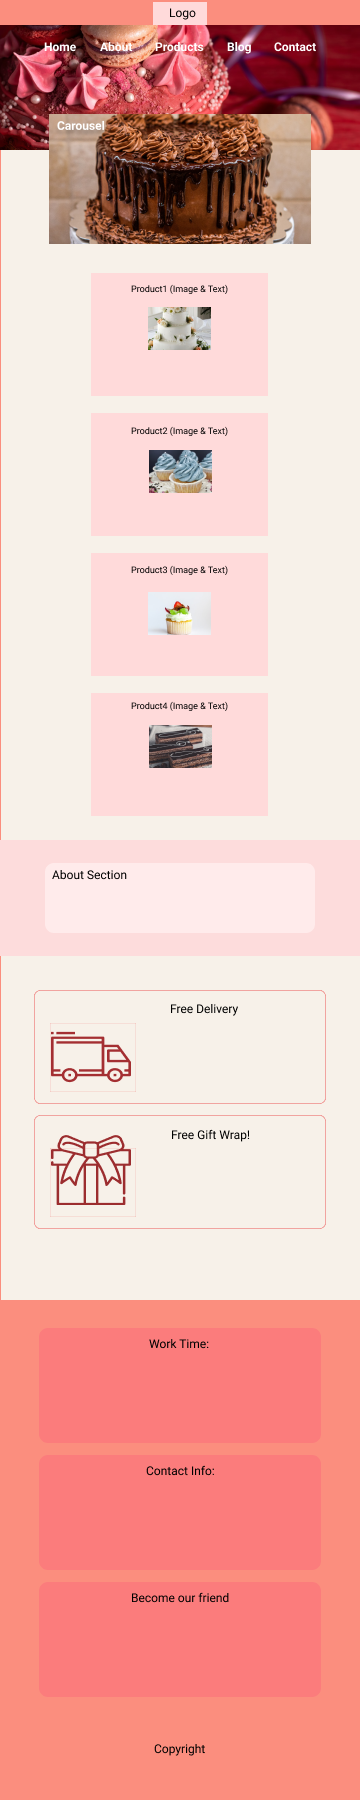 Logo
Home About Products Blog Contact
Carousel
Product1 (Image & Text)
Product2 (Image & Text)
Product3 (Image & Text)
Product4 (Image & Text)
About Section
Free Delivery
Free Gift Wrap!
Work Time:
Contact Info:
Become our friend
Copyright